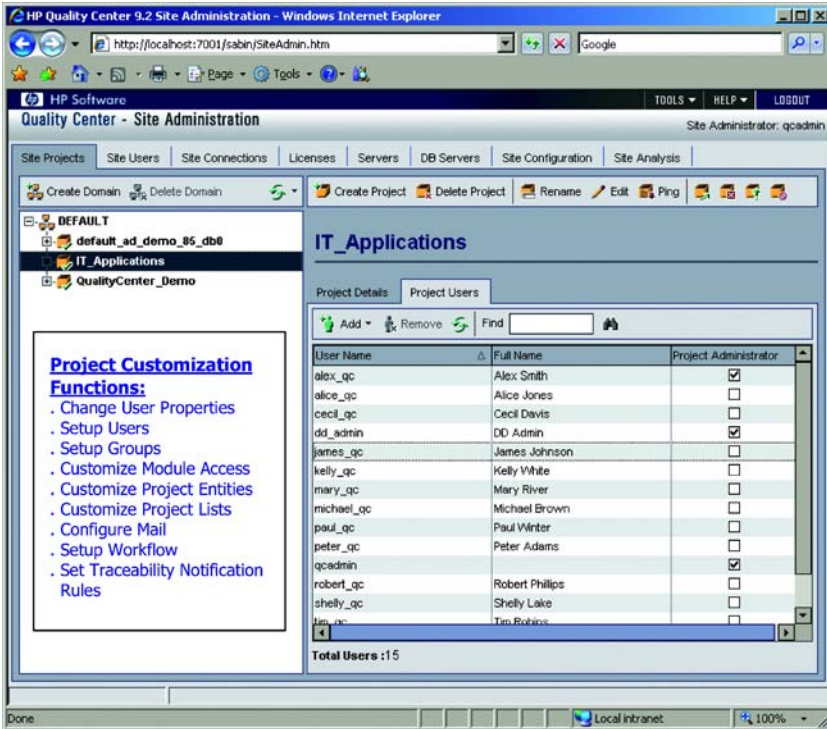 HP Quality Center 9.2 Site Administration - Windows Internet Explorer
http://localhost:7001/sabin/SiteAdmin.htm
Google
Page
Tools
HP Software
TOOLS
HELP
LOGOUT
Quality Center - Site Administration
Site Administrator: qcadmin
Site Projects
Site Users
Site Connections
Licenses
Servers
DB Servers
Site Configuration
Site Analysis
Create Domain
Delete Domain
Create Project
Delete Project
Rename
Edit
Ping
DEFAULT
default_ad_demo_85_db0
IT_Applications
QualityCenter_Demo
Project Customization
Functions:
. Change User Properties
. Setup Users
. Setup Groups
. Customize Module Access
. Customize Project Entities
. Customize Project Lists
. Configure Mail
. Setup Workflow
. Set Traceability Notification
Rules
IT_Applications
Project Details
Project Users
Add
Remove
Find
User Name Full Name Project Administrator
alex_qc Alex Smith
alice_qc Alice Jones
cecil_qc Cecil Davis
dd_admin DD Admin
james_qc James Johnson
kelly_qc Kelly White
mary_qc Mary River
michael_qc Michael Brown
paul_qc Paul Winter
peter_qc Peter Adams
qcadmin
robert_qc Robert Phillips
shelly_qc Shelly Lake
tim_qc Tim Robins
Total Users :15
Done
Local intranet
100%